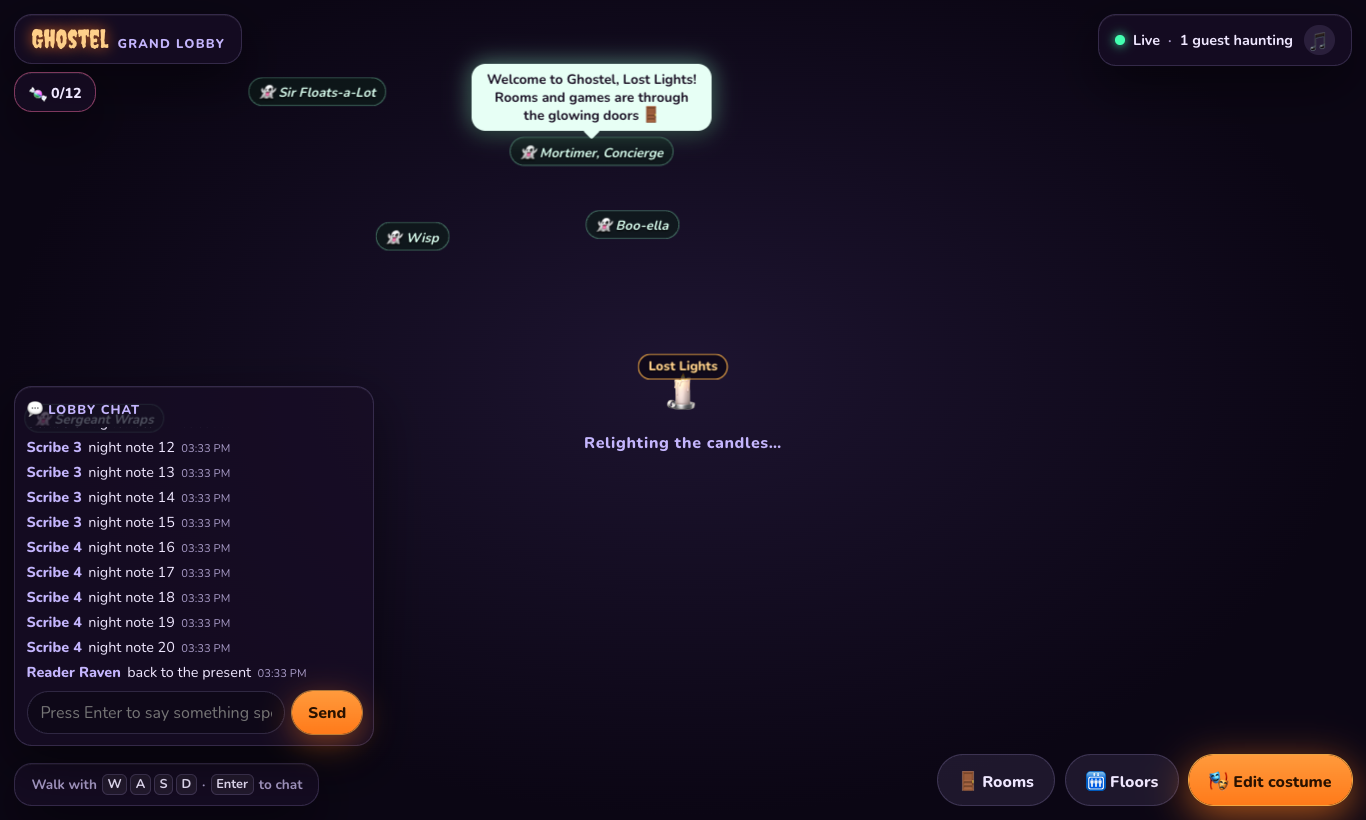 GHOSTEL GRAND LOBBY
Live · 1 guest haunting
0/12
Sir Floats-a-Lot
Welcome to Ghostel, Lost Lights!
Rooms and games are through
the glowing doors
Mortimer, Concierge
Boo-ella
Wisp
Lost Lights
Relighting the candles...
LOBBY CHAT
Sergeant Wraps
Scribe 3 night note 12 03:33 PM
Scribe 3 night note 13 03:33 PM
Scribe 3 night note 14 03:33 PM
Scribe 3 night note 15 03:33 PM
Scribe 4 night note 16 03:33 PM
Scribe 4 night note 17 03:33 PM
Scribe 4 night note 18 03:33 PM
Scribe 4 night note 19 03:33 PM
Scribe 4 night note 20 03:33 PM
Reader Raven back to the present 03:33 PM
Press Enter to say something sp
Send
Walk with W A S D · Enter to chat
Rooms
Floors
Edit costume